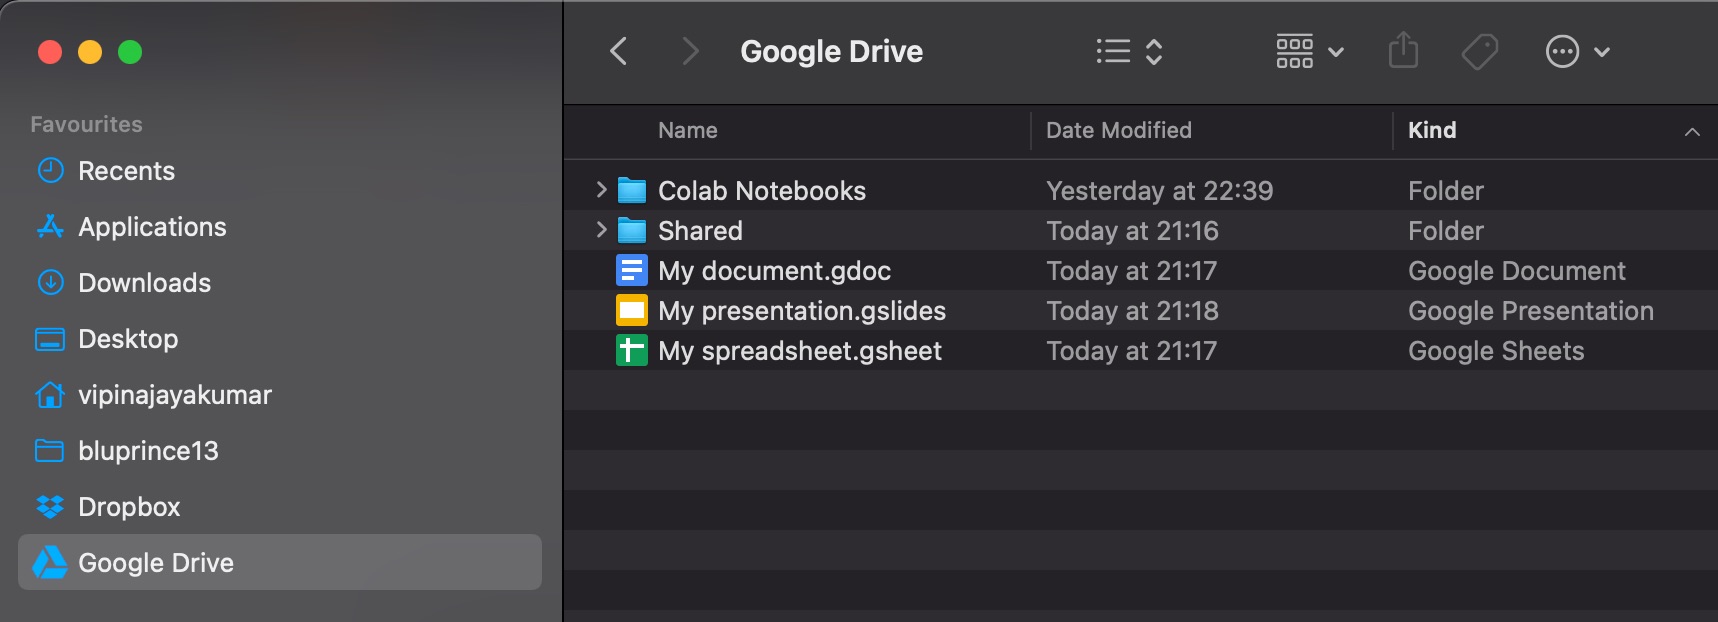 Google Drive
Favourites
Recents
Applications
Downloads
Desktop
vipinajayakumar
bluprince13
Dropbox
Google Drive
Name Date Modified Kind
Colab Notebooks Yesterday at 22:39 Folder
Shared Today at 21:16 Folder
My document.gdoc Today at 21:17 Google Document
My presentation.gslides Today at 21:18 Google Presentation
My spreadsheet.gsheet Today at 21:17 Google Sheets